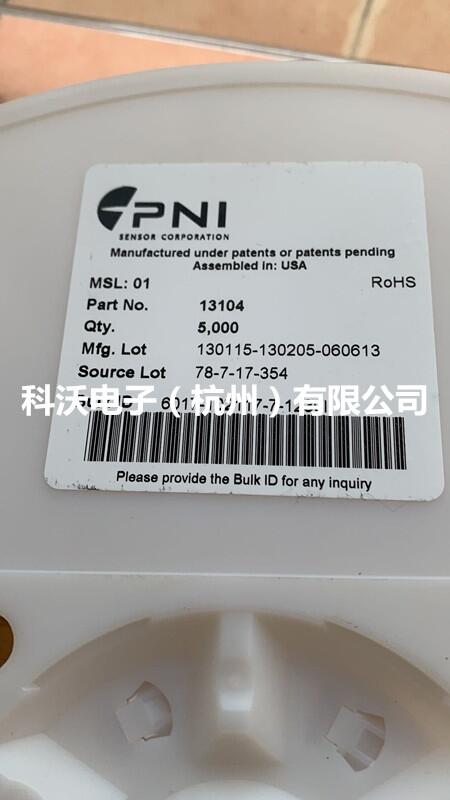 PNI
SENSOR CORPORATION
Manufactured under patents or patents pending
Assembled in: USA
MSL: 01
RoHS
Part No. 13104
Qty. 5,000
Mfg. Lot 130115-130205-060613
Source Lot 78-7-17-354
科沃电子（杭州）有限公司
Please provide the Bulk ID for any inquiry